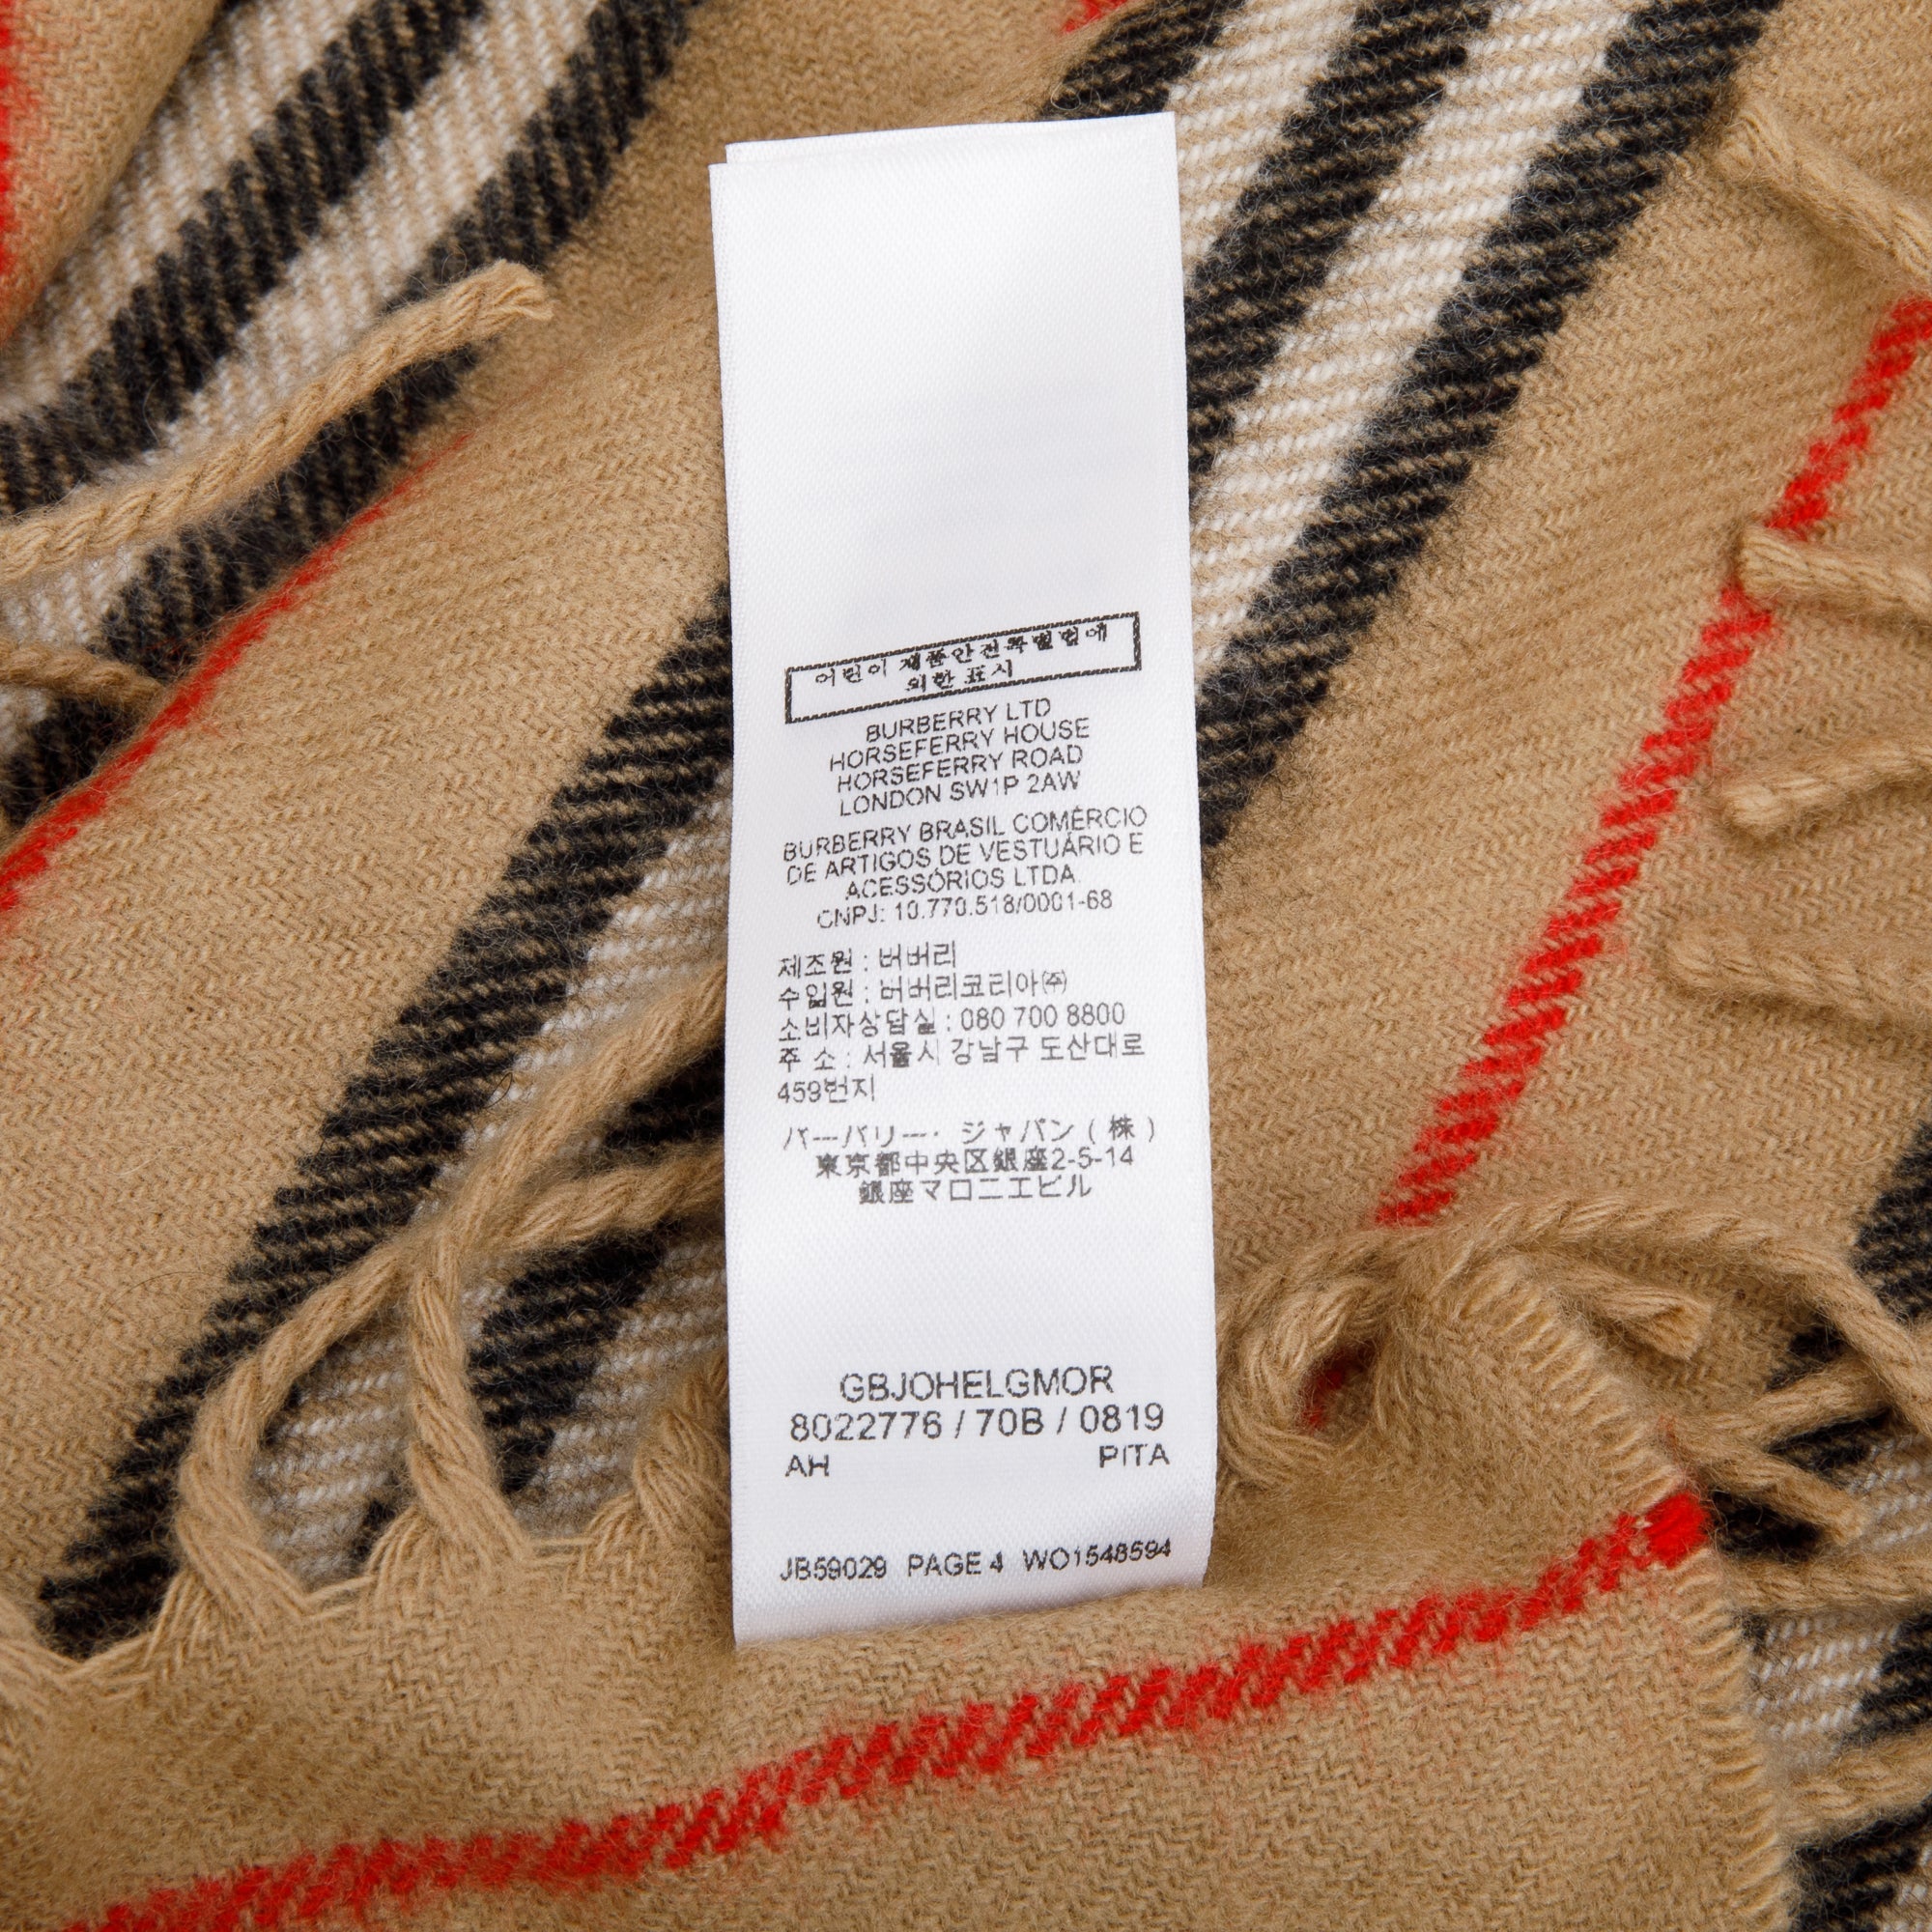 어린이 제품안전특별법에
의한 표시
BURBERRY LTD
HORSEFERRY HOUSE
HORSEFERRY ROAD
LONDON SW1P 2AW
BURBERRY BRASIL COMÉRCIO
DE ARTIGOS DE VESTUÁRIO E
ACESSÓRIOS LTDA.
CNPJ: 10.770.518/0001-68
제조원 : 버버리
수입원 : 버버리코리아㈜
소비자상담실 : 080 700 8800
주 소 : 서울시 강남구 도산대로
459번지
バーバリー・ジャパン ( 株 )
東京都中央区銀座2-5-14
銀座マロニエビル
GBJOHELGMOR
8022776 / 70B / 0819
AH PITA
JB59029 PAGE 4 WO1548594